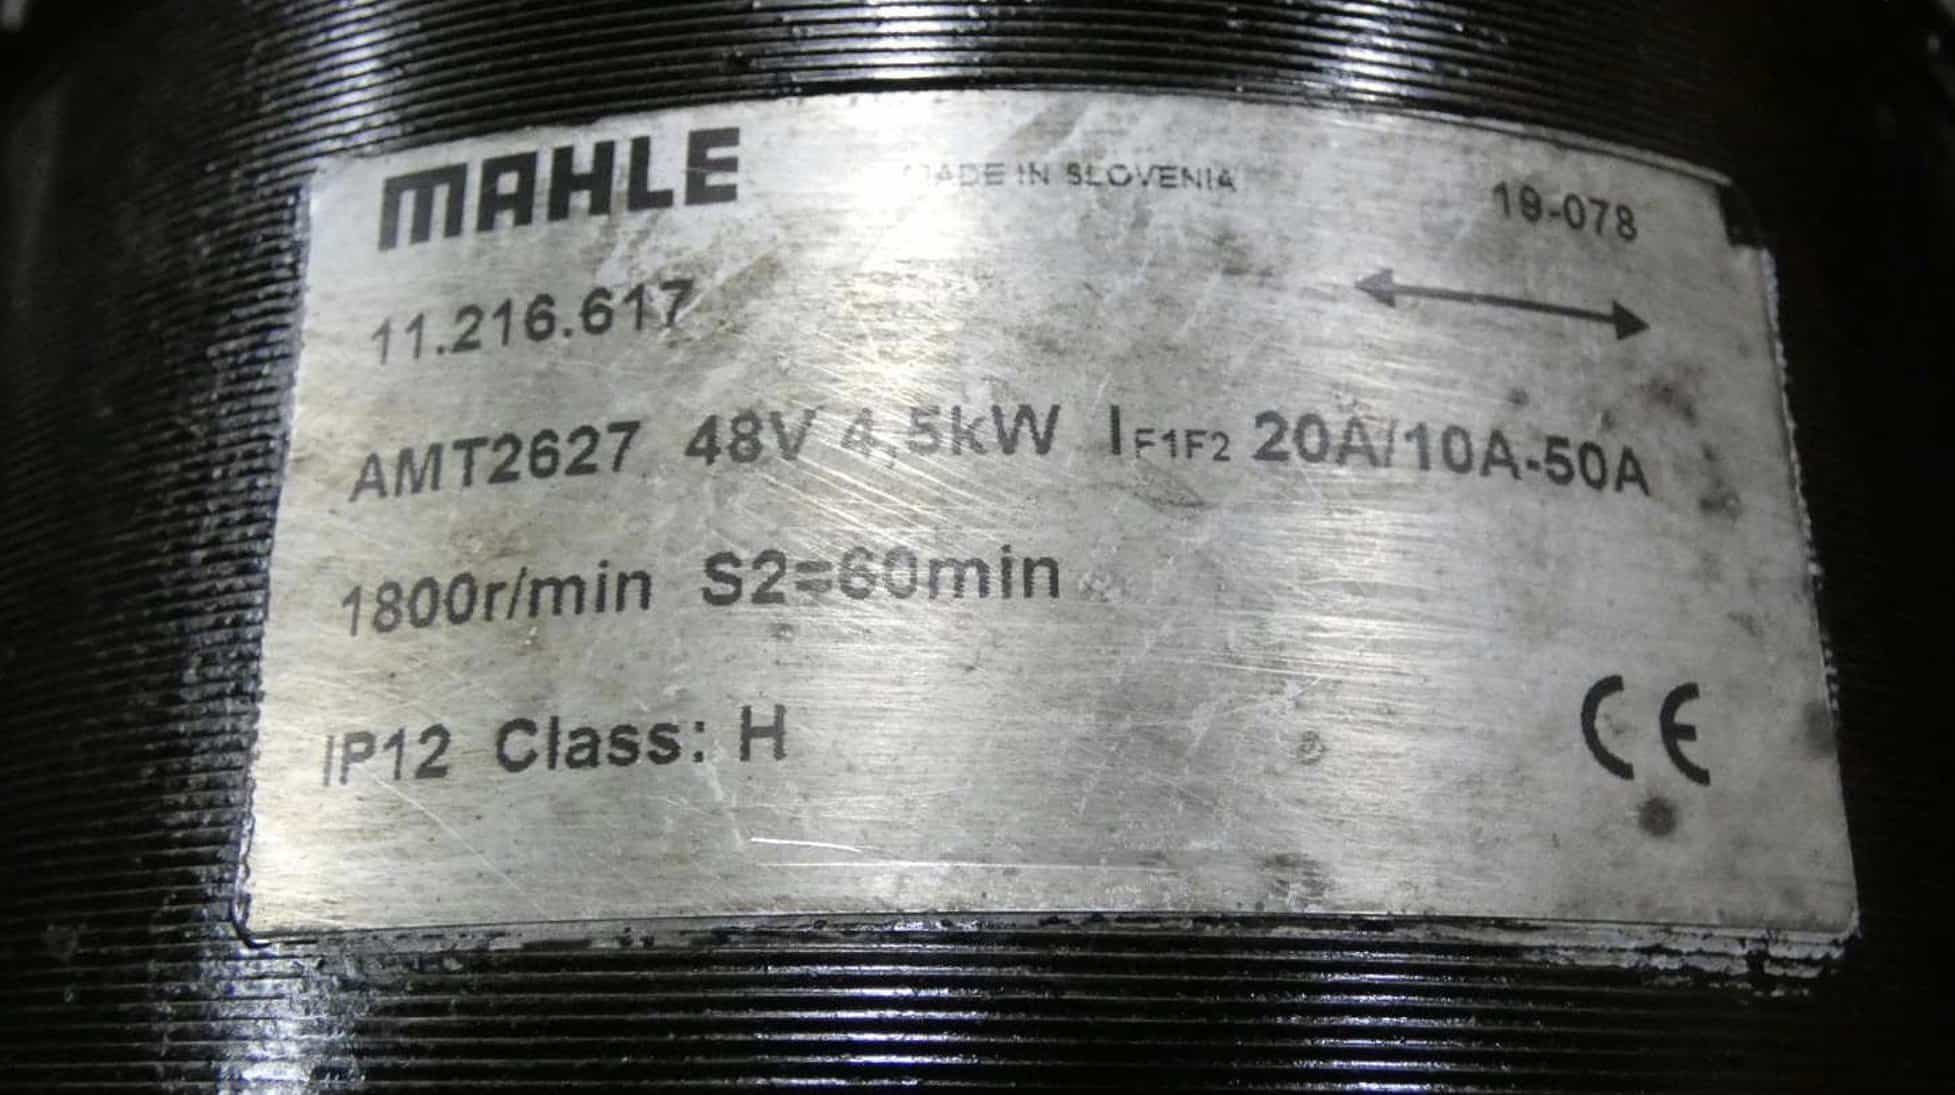 MAHLE MADE IN SLOVENIA 19-078
11.216.617
AMT2627 48V 4,5kW IF1F2 20A/10A-50A
1800r/min S2=60min
IP12 Class: H CE